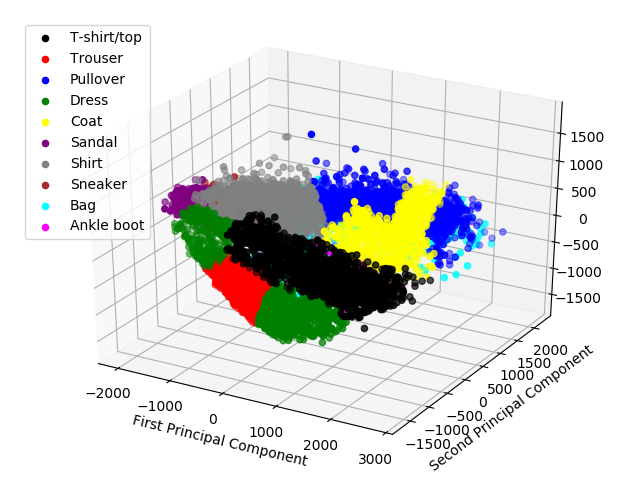 T-shirt/top
Trouser
Pullover
Dress
Coat
Sandal
Shirt
Sneaker
Bag
Ankle boot
1500
1000
500
0
−500
−1000
−1500
2000
1500
1000
500
0
−500
−1000
−1500
Second Principal Component
−2000
−1000
0
1000
2000
3000
First Principal Component